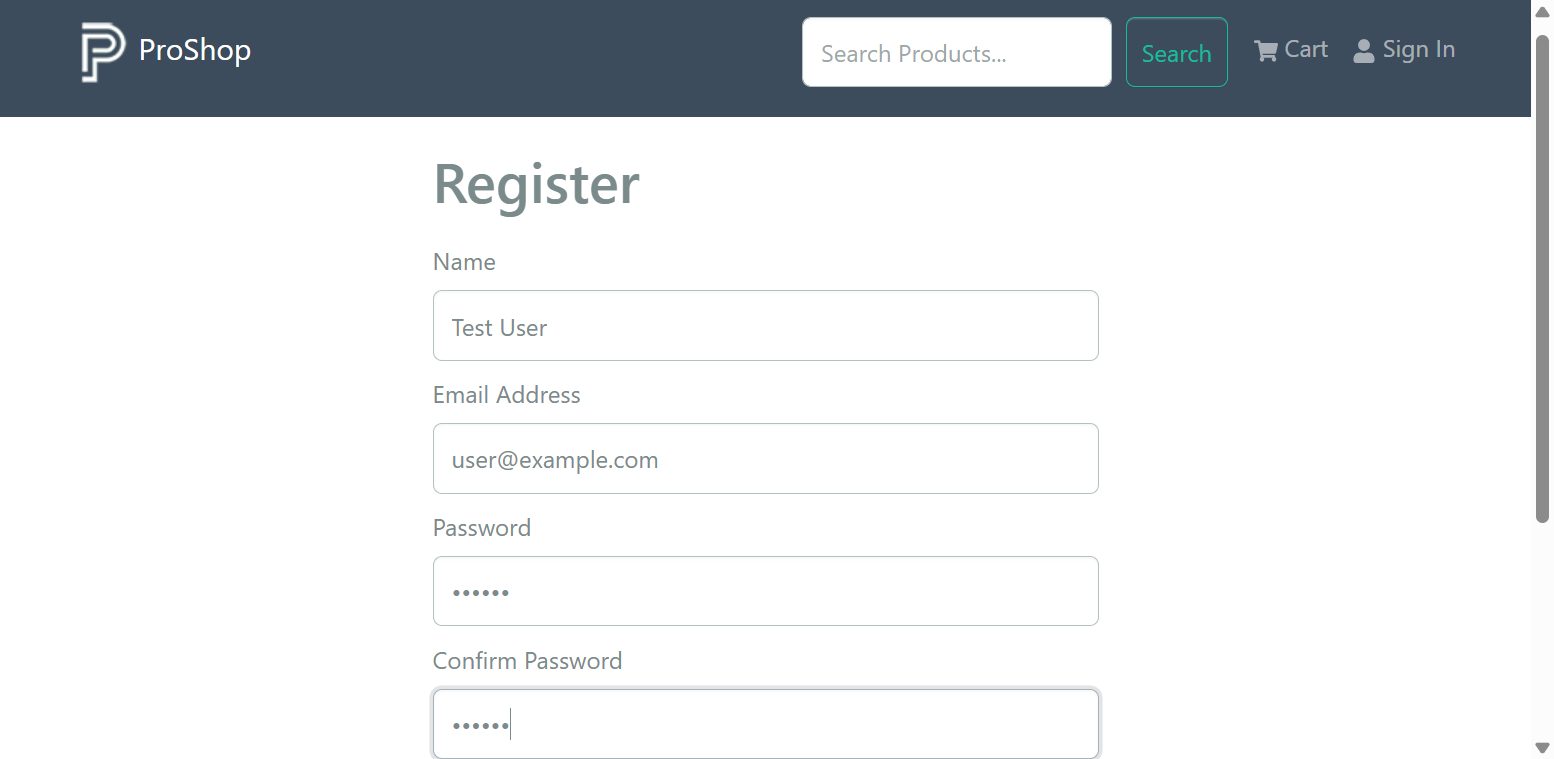 ProShop
Search Products...
Search
Cart
Sign In
Register
Name
Test User
Email Address
user@example.com
Password
••••••
Confirm Password
••••••